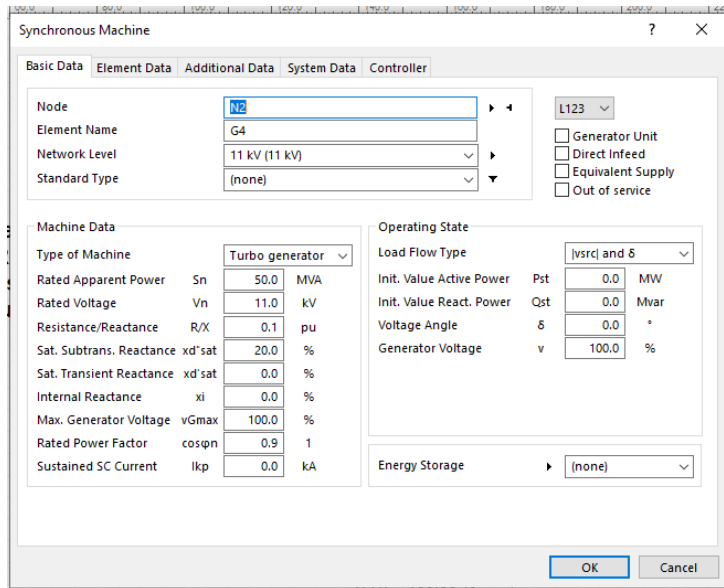 Synchronous Machine ? ×
Basic Data Element Data Additional Data System Data Controller
Node N2
Element Name G4
Network Level 11 kV (11 kV)
Standard Type (none)
L123
Generator Unit
Direct Infeed
Equivalent Supply
Out of service
Machine Data
Type of Machine Turbo generator
Rated Apparent Power Sn 50.0 MVA
Rated Voltage Vn 11.0 kV
Resistance/Reactance R/X 0.1 pu
Sat. Subtrans. Reactance xd"sat 20.0 %
Sat. Transient Reactance xd'sat 0.0 %
Internal Reactance xi 0.0 %
Max. Generator Voltage vGmax 100.0 %
Rated Power Factor cosφn 0.9 1
Sustained SC Current Ikp 0.0 kA
Operating State
Load Flow Type |vsrc| and δ
Init. Value Active Power Pst 0.0 MW
Init. Value React. Power Qst 0.0 Mvar
Voltage Angle δ 0.0 °
Generator Voltage v 100.0 %
Energy Storage (none)
OK Cancel